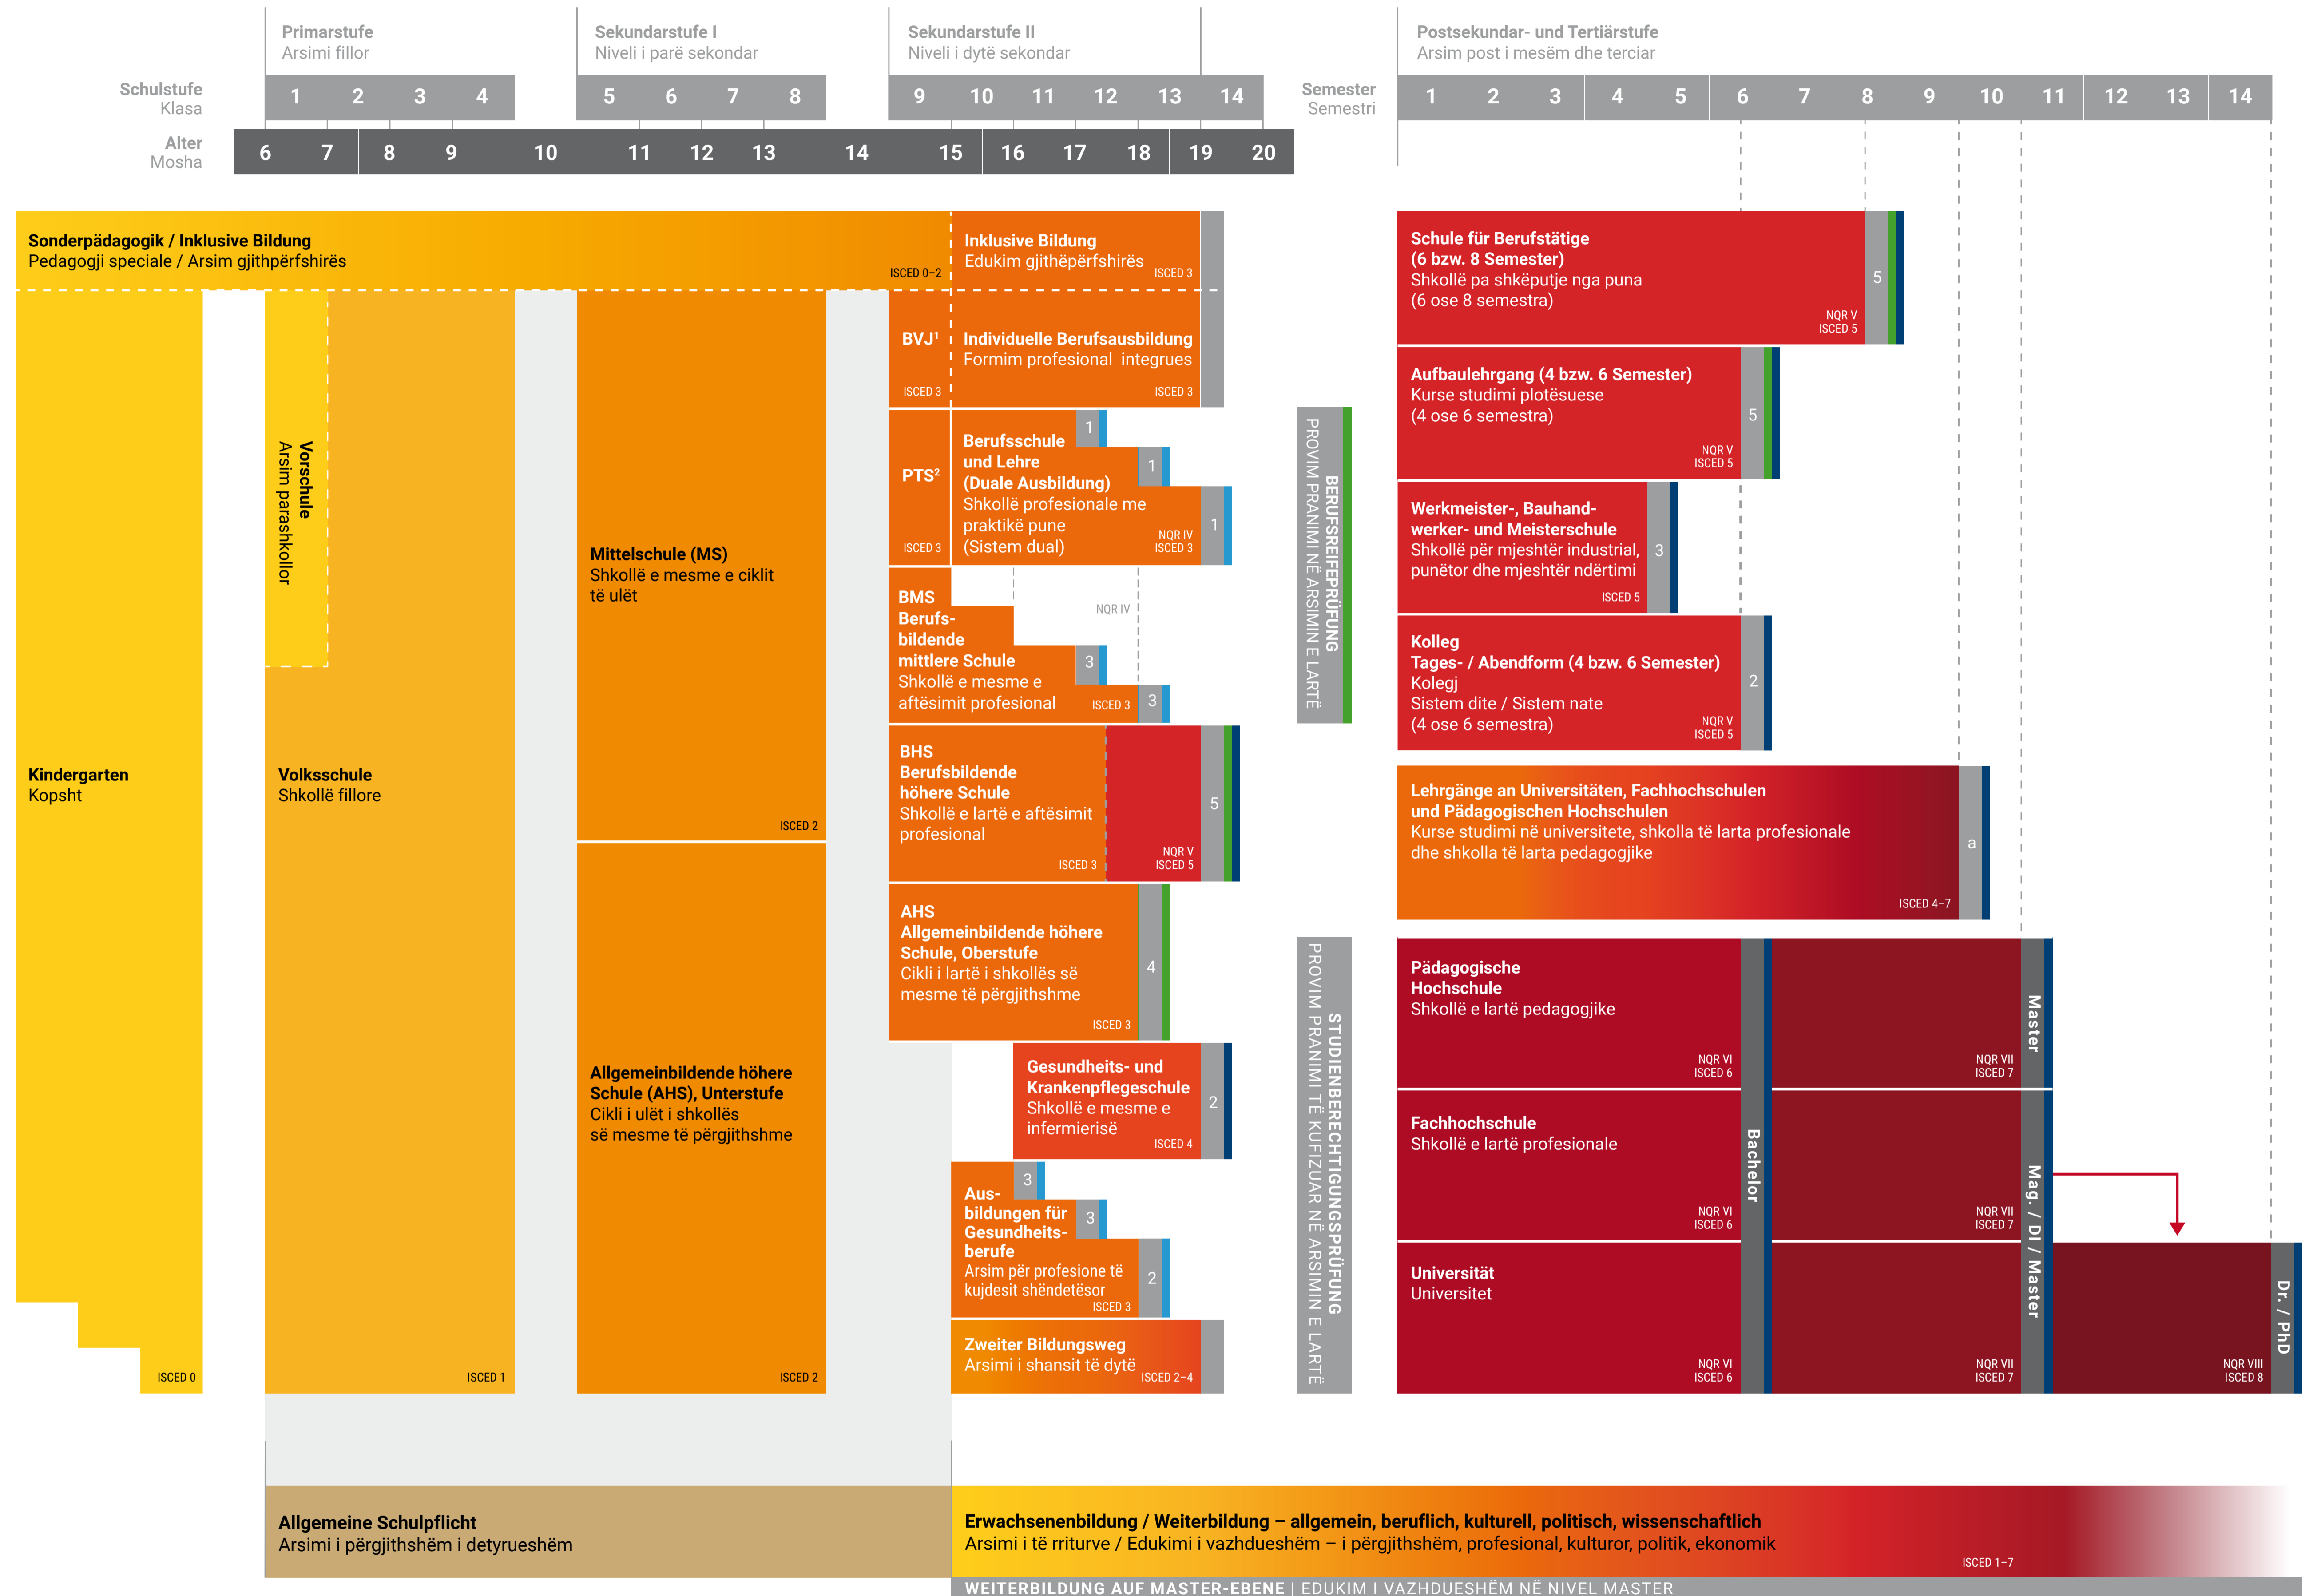 Primarstufe
Arsimi fillor
Sekundarstufe I
Niveli i parë sekondar
Sekundarstufe II
Niveli i dytë sekondar
Postsekundar- und Tertiärstufe
Arsim post i mesëm dhe terciar
Schulstufe
Klasa
1 2 3 4 5 6 7 8 9 10 11 12 13 14
Semester
Semestri
1 2 3 4 5 6 7 8 9 10 11 12 13 14
Alter
Mosha
6 7 8 9 10 11 12 13 14 15 16 17 18 19 20
Sonderpädagogik / Inklusive Bildung
Pedagogji speciale / Arsim gjithpërfshirës
ISCED 0–2
Inklusive Bildung
Edukim gjithëpërfshirës
ISCED 3
Kindergarten
Kopsht
ISCED 0
Vorschule
Arsim parashkollor
Volksschule
Shkollë fillore
ISCED 1
Mittelschule (MS)
Shkollë e mesme e ciklit
të ulët
ISCED 2
Allgemeinbildende höhere
Schule (AHS), Unterstufe
Cikli i ulët i shkollës
së mesme të përgjithshme
ISCED 2
BVJ¹
ISCED 3
Individuelle Berufsausbildung
Formim profesional integrues
ISCED 3
PTS²
ISCED 3
Berufsschule
und Lehre
(Duale Ausbildung)
Shkollë profesionale me
praktikë pune
(Sistem dual)
NQR IV
ISCED 3
1
1
1
BMS
Berufs-
bildende
mittlere Schule
Shkollë e mesme e
aftësimit profesional
ISCED 3
NQR IV
3
3
BHS
Berufsbildende
höhere Schule
Shkollë e lartë e aftësimit
profesional
ISCED 3
NQR V
ISCED 5
5
AHS
Allgemeinbildende höhere
Schule, Oberstufe
Cikli i lartë i shkollës së
mesme të përgjithshme
ISCED 3
4
Gesundheits- und
Krankenpflegeschule
Shkollë e mesme e
infermierisë
ISCED 4
2
Aus-
bildungen für
Gesundheits-
berufe
Arsim për profesione të
kujdesit shëndetësor
ISCED 3
3
3
2
Zweiter Bildungsweg
Arsimi i shansit të dytë
ISCED 2–4
BERUFSREIFEPRÜFUNG
PROVIM PRANIMI NË ARSIMIN E LARTË
STUDIENBERECHTIGUNGSPRÜFUNG
PROVIM PRANIMI TË KUFIZUAR NË ARSIMIN E LARTË
Schule für Berufstätige
(6 bzw. 8 Semester)
Shkollë pa shkëputje nga puna
(6 ose 8 semestra)
NQR V
ISCED 5
5
Aufbaulehrgang (4 bzw. 6 Semester)
Kurse studimi plotësuese
(4 ose 6 semestra)
NQR V
ISCED 5
5
Werkmeister-, Bauhand-
werker- und Meisterschule
Shkollë për mjeshtër industrial,
punëtor dhe mjeshtër ndërtimi
ISCED 5
3
Kolleg
Tages- / Abendform (4 bzw. 6 Semester)
Kolegj
Sistem dite / Sistem nate
(4 ose 6 semestra)
NQR V
ISCED 5
2
Lehrgänge an Universitäten, Fachhochschulen
und Pädagogischen Hochschulen
Kurse studimi në universitete, shkolla të larta profesionale
dhe shkolla të larta pedagogjike
ISCED 4–7
a
Pädagogische
Hochschule
Shkollë e lartë pedagogjike
NQR VI
ISCED 6
NQR VII
ISCED 7
Master
Fachhochschule
Shkollë e lartë profesionale
NQR VI
ISCED 6
Bachelor
NQR VII
ISCED 7
Mag. / DI / Master
Universität
Universitet
NQR VI
ISCED 6
NQR VII
ISCED 7
NQR VIII
ISCED 8
Dr. / PhD
Allgemeine Schulpflicht
Arsimi i përgjithshëm i detyrueshëm
Erwachsenenbildung / Weiterbildung – allgemein, beruflich, kulturell, politisch, wissenschaftlich
Arsimi i të rriturve / Edukimi i vazhdueshëm – i përgjithshëm, profesional, kulturor, politik, ekonomik
ISCED 1–7
WEITERBILDUNG AUF MASTER-EBENE | EDUKIM I VAZHDUESHËM NË NIVEL MASTER